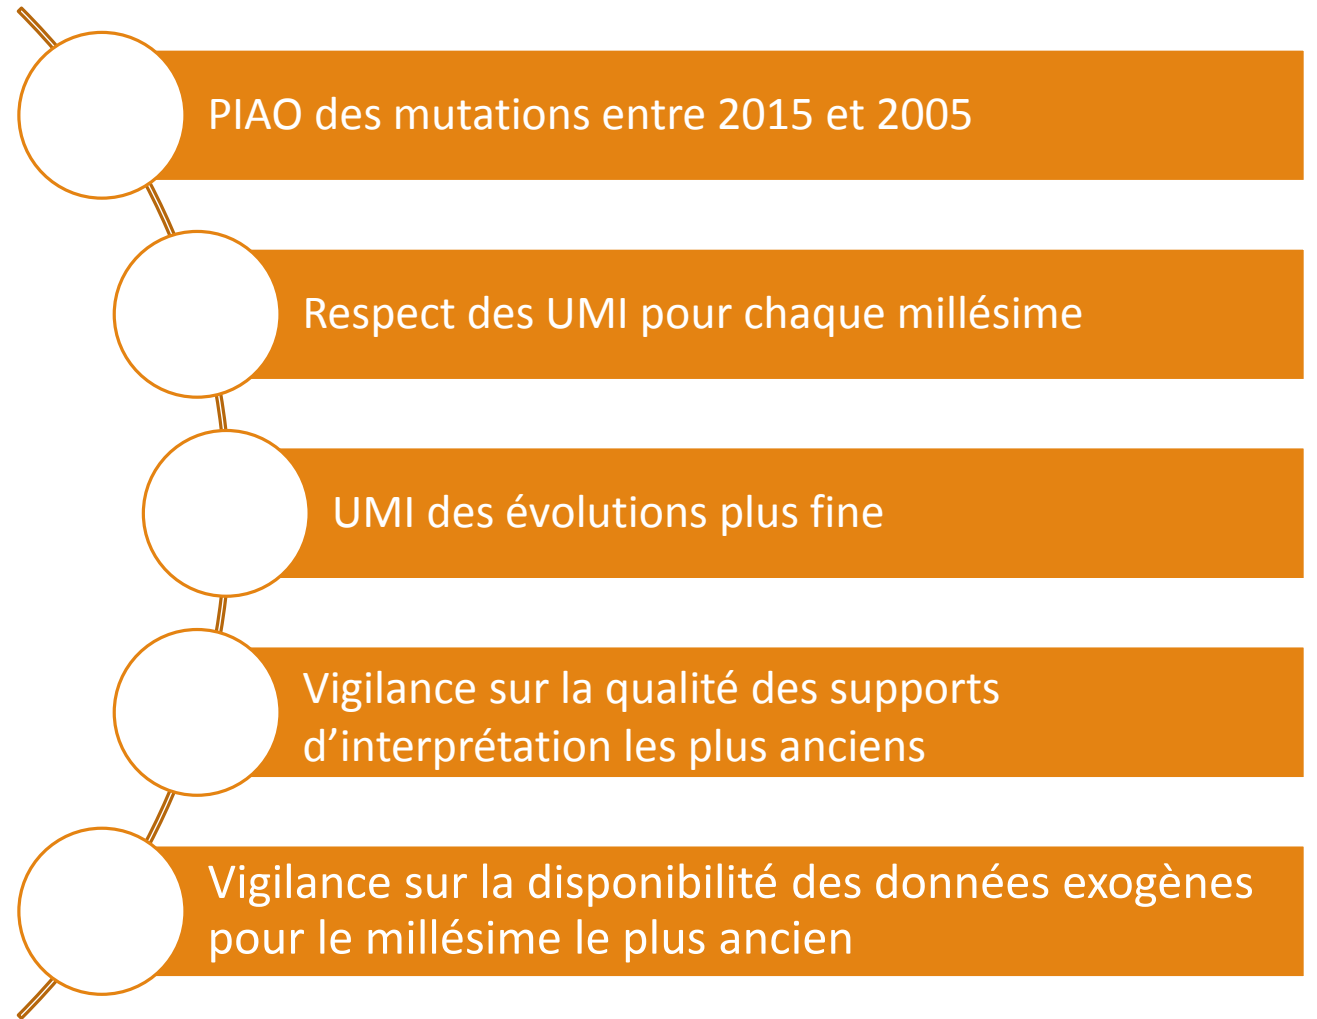 PIAO des mutations entre 2015 et 2005
Respect des UMI pour chaque millésime
UMI des évolutions plus fine
Vigilance sur la qualité des supports
d’interprétation les plus anciens
Vigilance sur la disponibilité des données exogènes
pour le millésime le plus ancien